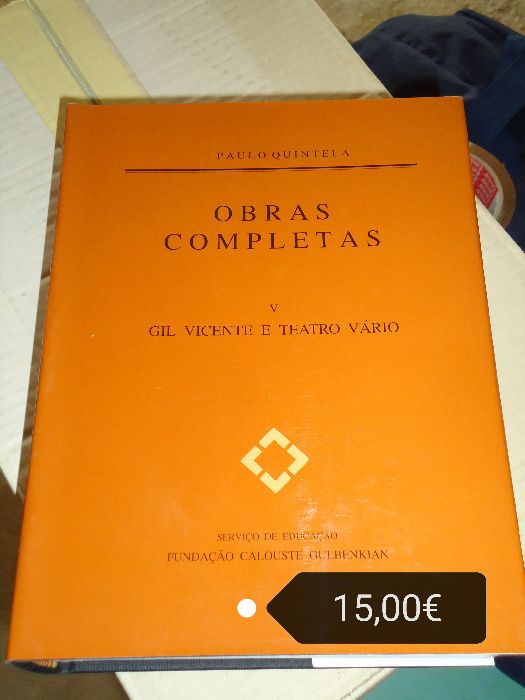 PAULO QUINTELA
OBRAS
COMPLETAS
V
GIL VICENTE E TEATRO VÁRIO
SERVIÇO DE EDUCAÇÃO
FUNDAÇÃO CALOUSTE GULBENKIAN
15,00€